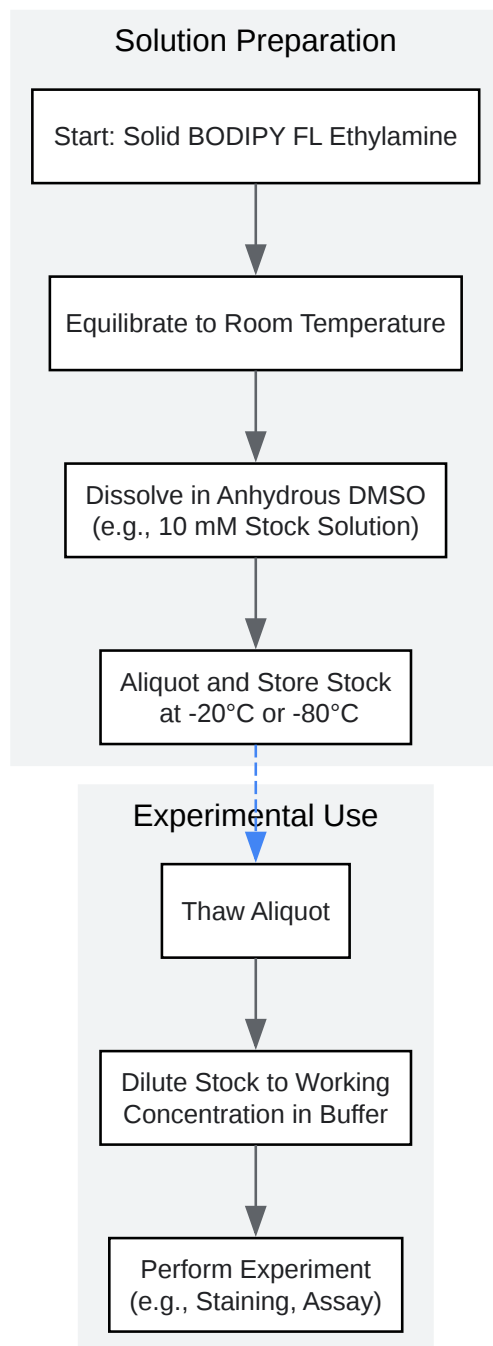 Solution Preparation
Start: Solid BODIPY FL Ethylamine
Equilibrate to Room Temperature
Dissolve in Anhydrous DMSO
(e.g., 10 mM Stock Solution)
Aliquot and Store Stock
at -20°C or -80°C
Experimental Use
Thaw Aliquot
Dilute Stock to Working
Concentration in Buffer
Perform Experiment
(e.g., Staining, Assay)